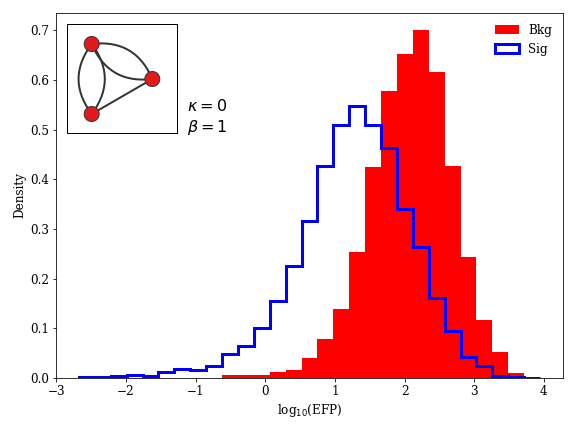 Bkg
Sig
κ = 0
β = 1
Density
0.7
0.6
0.5
0.4
0.3
0.2
0.1
0.0
−3 −2 −1 0 1 2 3 4
log₁₀(EFP)